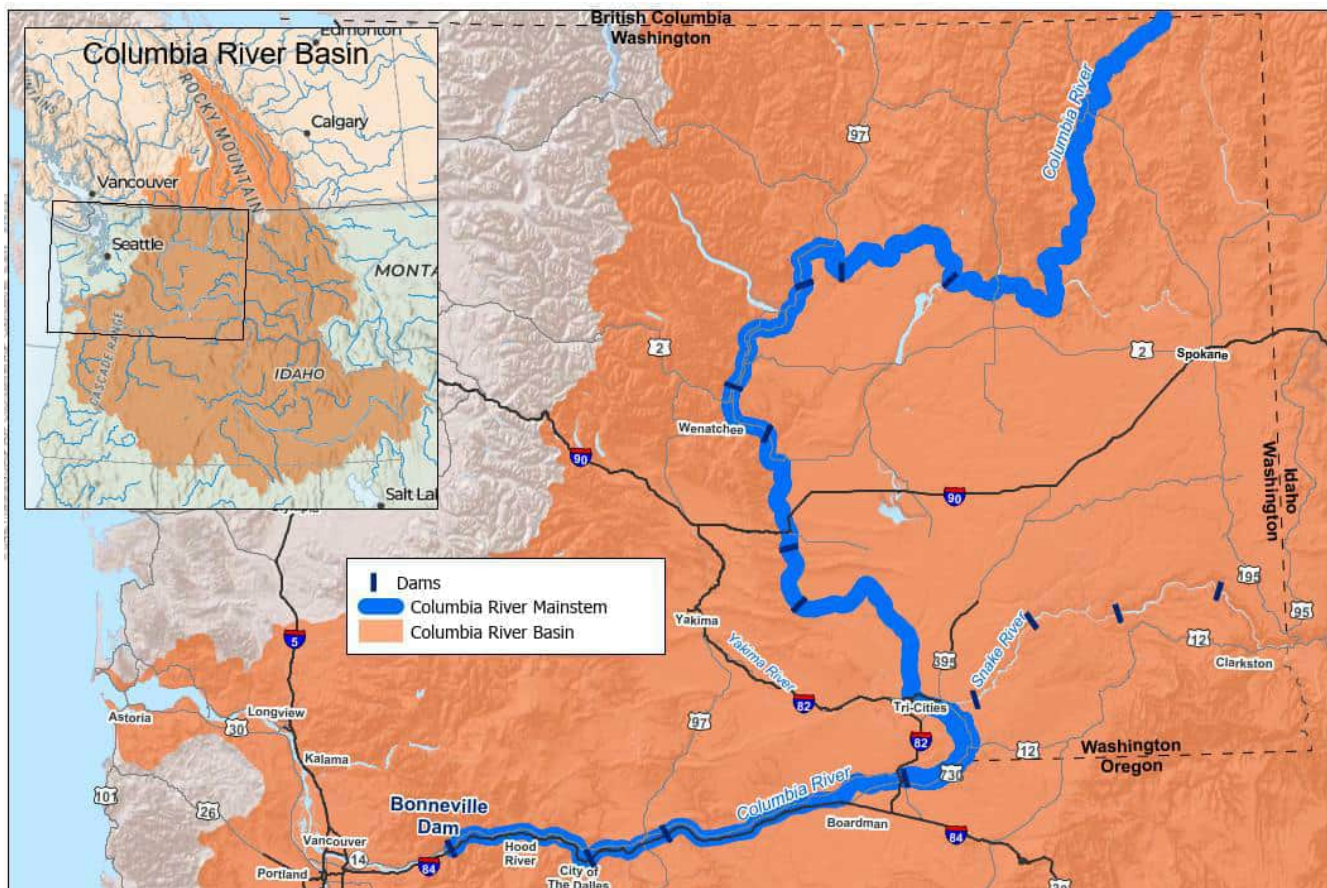 British Columbia
Washington
Columbia River Basin
Edmonton
ROCKY MOUNTAIN
Calgary
Vancouver
Seattle
MONTA
CASCADE RANGE
IDAHO
Salt Lak
97
Columbia River
2
2
Spokane
Wenatchee
90
90
Idaho
Washington
Dams
Columbia River Mainstem
Columbia River Basin
5
Yakima
Yakima River
82
97
395
Snake River
195
95
12
Clarkston
Tri-Cities
82
12
730
Washington
Oregon
Astoria
30
Longview
Kalama
101
26
Bonneville
Dam
Columbia River
Boardman
84
Vancouver
14
Portland
84
Hood
River
City of
The Dalles